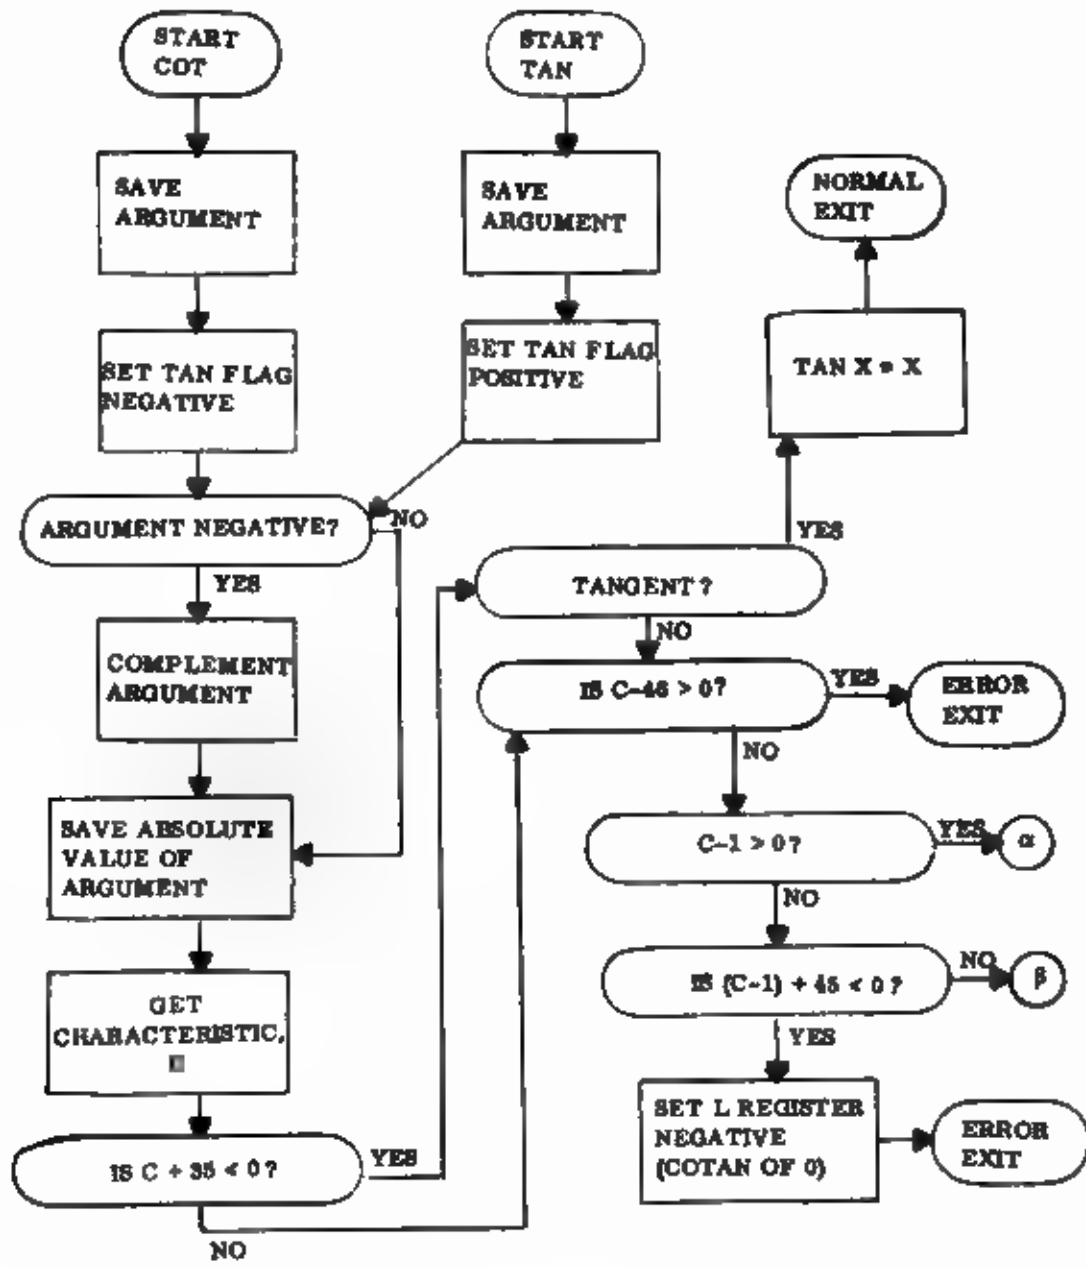 START
COT
SAVE
ARGUMENT
SET TAN FLAG
NEGATIVE
START
TAN
SAVE
ARGUMENT
SET TAN FLAG
POSITIVE
NORMAL
EXIT
TAN X = X
YES
ARGUMENT NEGATIVE?
NO
YES
COMPLEMENT
ARGUMENT
SAVE ABSOLUTE
VALUE OF
ARGUMENT
GET
CHARACTERISTIC,
IS C + 35 < 0?
YES
NO
TANGENT?
NO
IS C-46 > 0?
YES
ERROR
EXIT
NO
C-1 > 0?
YES
α
NO
IS (C-1) + 45 < 0?
NO
β
YES
SET L REGISTER
NEGATIVE
(COTAN OF 0)
ERROR
EXIT